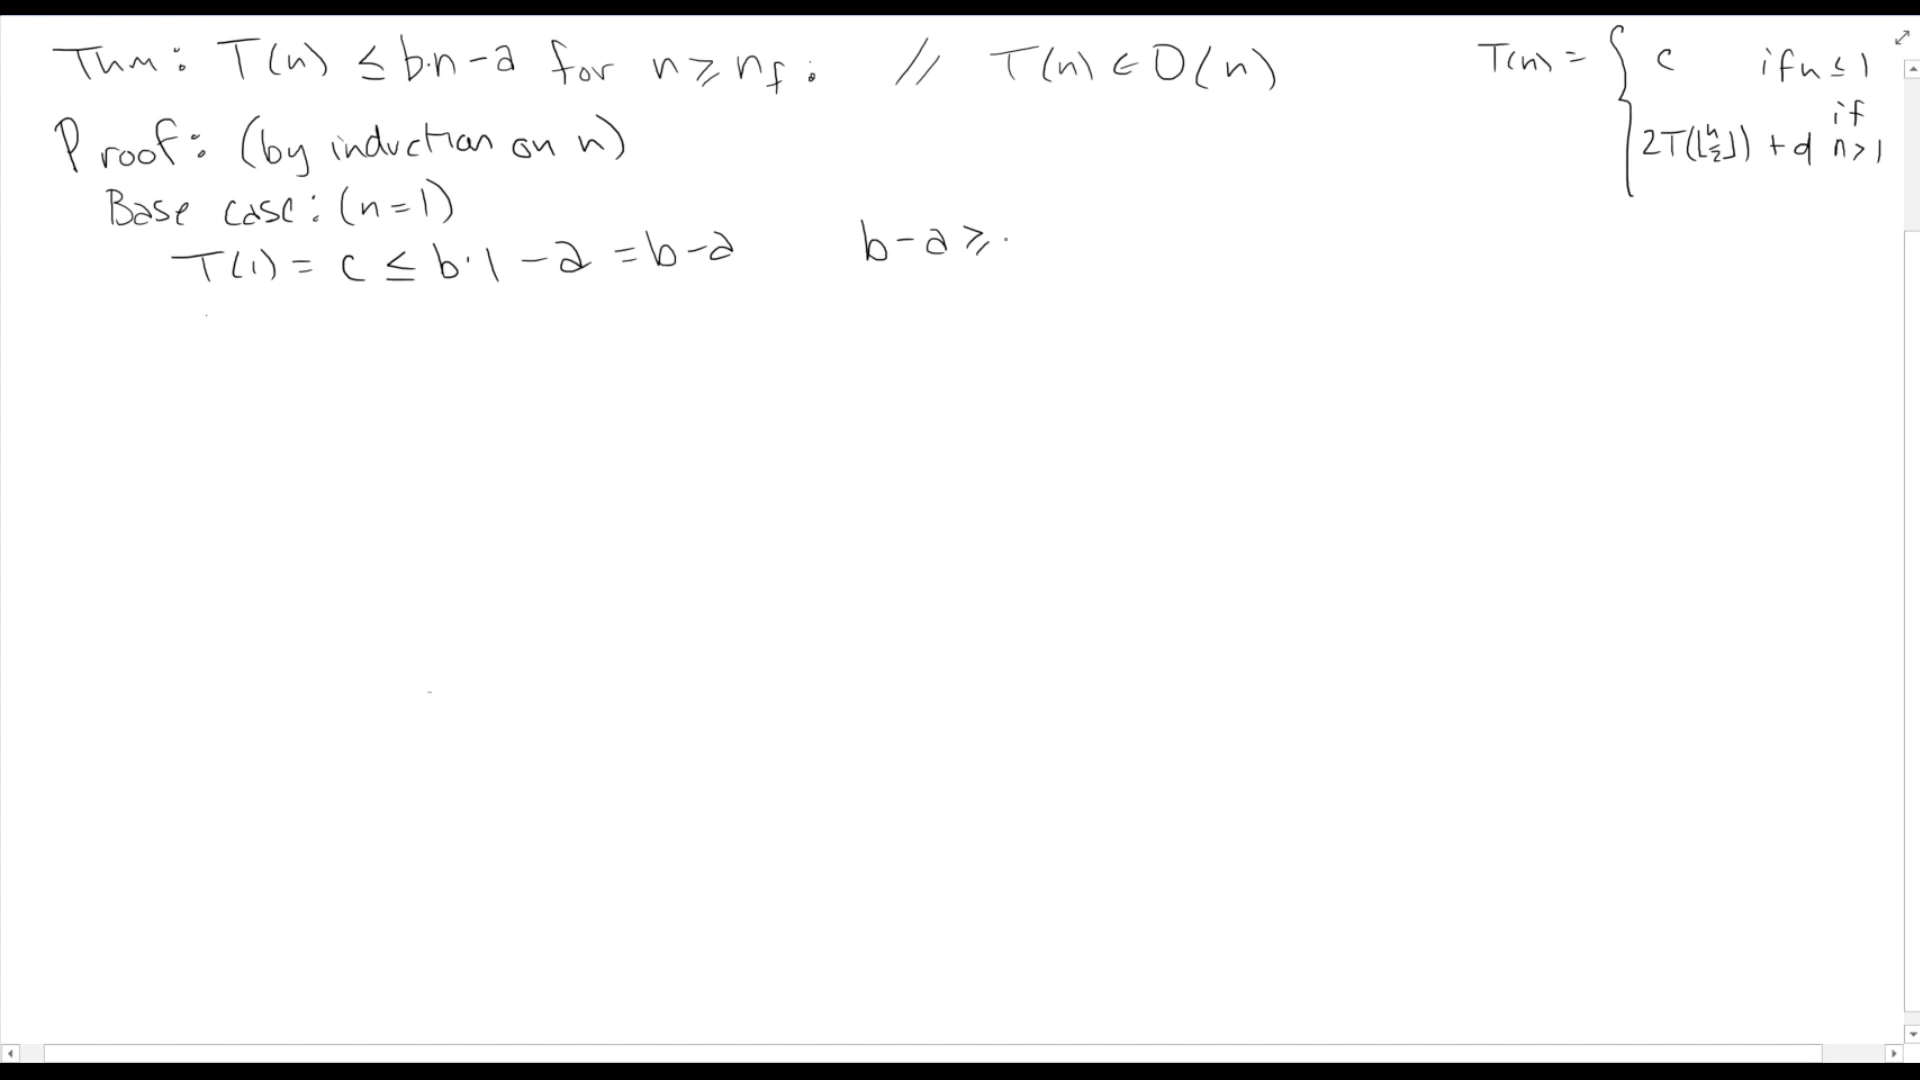 Thm: T(n) ≤ b·n-a for n ≥ n_f: // T(n) ∈ O(n)
Proof: (by induction on n)
Base case: (n=1)
T(1) = c ≤ b·1 - a = b-a b-a ≥
T(n) = { c if n ≤ 1
2T(⌊n/2⌋) + d if n > 1